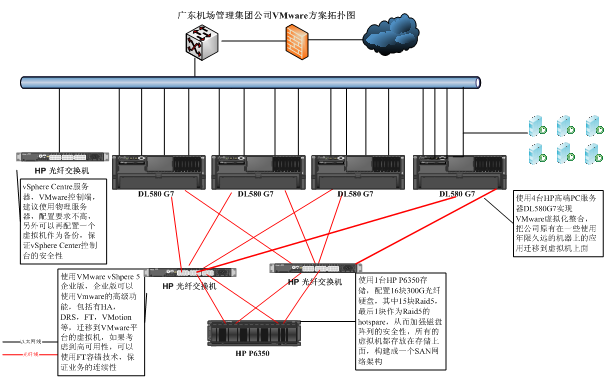 广东机场管理集团公司VMware方案拓扑图
HP 光纤交换机
DL580 G7
DL580 G7
DL580 G7
DL580 G7
vSphere Centre服务
器，VMware控制端，
建议使用物理服务
器，配置要求不高，
另外可以再配置一个
虚拟机作为备份，保
证vSphere Center控制
台的安全性
使用4台HP高端PC服务
器DL580G7实现
VMware虚拟化整合，
把公司原有在一些使用
年限久远的机器上的应
用迁移到虚拟机上面
HP 光纤交换机
HP 光纤交换机
使用VMware vShpere 5
企业版，企业版可以
使用Vmware的高级功
能，包括有HA，
DRS，FT，VMotion
等，迁移到VMware平
台的虚拟机，如果考
虑到高可用性，可以
使用FT容错技术，保
证业务的连续性
使用1台HP P6350存
储，配置16块300G光纤
硬盘，其中15块Raid5，
最后1块作为Raid5的
hotspare，从而加强磁盘
阵列的安全性，所有的
虚拟机都存放在存储上
面，构建成一个SAN网
络架构
HP P6350
以太网线
光纤线